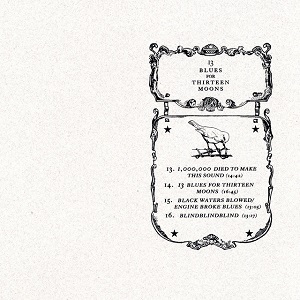 13
BLUES
FOR
THIRTEEN
MOONS
13. 1,000,000 DIED TO MAKE
THIS SOUND (14:42)
14. 13 BLUES FOR THIRTEEN
MOONS (16:45)
15. BLACK WATERS BLOWED/
ENGINE BROKE BLUES (13:05)
16. BLINDBLINDBLIND (13:17)